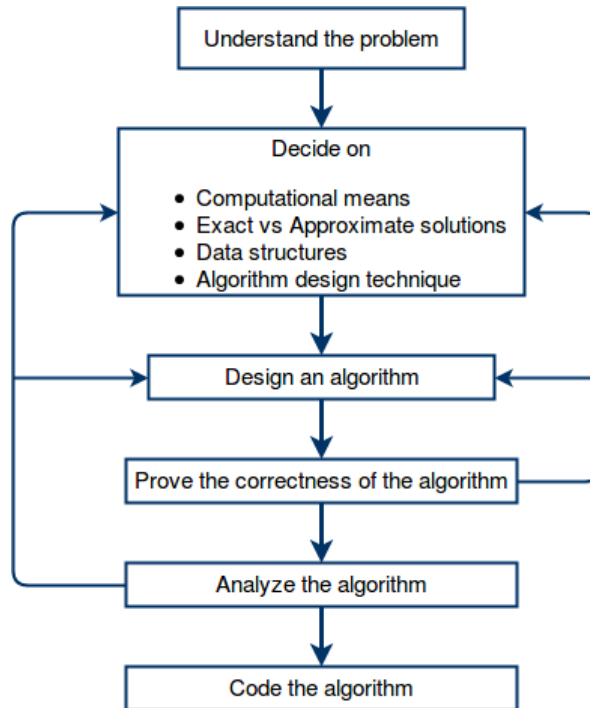 Understand the problem
Decide on
• Computational means
• Exact vs Approximate solutions
• Data structures
• Algorithm design technique
Design an algorithm
Prove the correctness of the algorithm
Analyze the algorithm
Code the algorithm